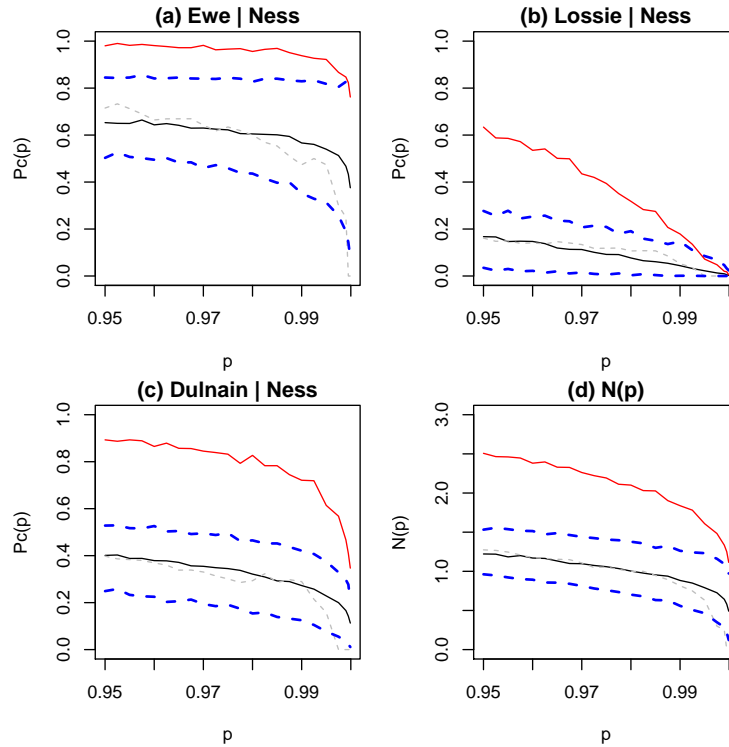 (a) Ewe | Ness
Pc(p)
0.0 0.2 0.4 0.6 0.8 1.0
0.95 0.97 0.99
p
(b) Lossie | Ness
Pc(p)
0.0 0.2 0.4 0.6 0.8 1.0
0.95 0.97 0.99
p
(c) Dulnain | Ness
Pc(p)
0.0 0.2 0.4 0.6 0.8 1.0
0.95 0.97 0.99
p
(d) N(p)
N(p)
0.0 1.0 2.0 3.0
0.95 0.97 0.99
p